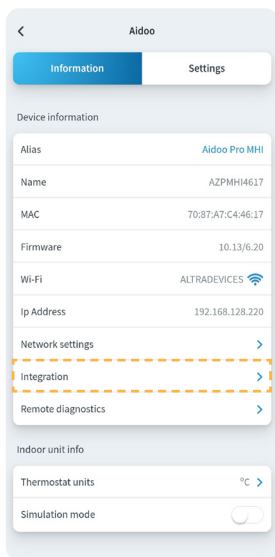 Aidoo
Information Settings
Device information
Alias Aidoo Pro MHI
Name AZPMHI4617
MAC 70:87:A7:C4:46:17
Firmware 10.13/6.20
Wi-Fi ALTRADEVICES
Ip Address 192.168.128.220
Network settings
Integration
Remote diagnostics
Indoor unit info
Thermostat units °C
Simulation mode